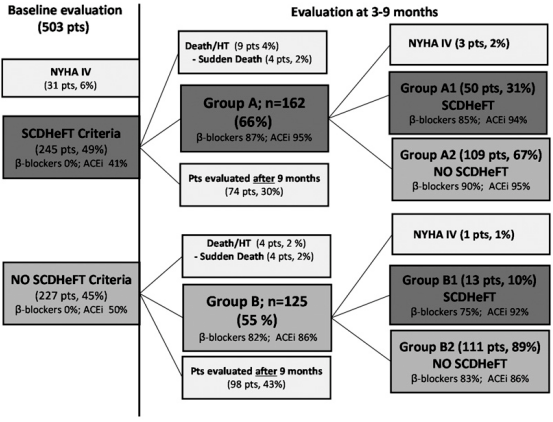 Baseline evaluation
(503 pts)
Evaluation at 3-9 months
NYHA IV
(31 pts, 6%)
SCDHeFT Criteria
(245 pts, 49%)
β-blockers 0%; ACEi 41%
NO SCDHeFT Criteria
(227 pts, 45%)
β-blockers 0%; ACEi 50%
Death/HT (9 pts 4%)
- Sudden Death (4 pts, 2%)
Group A; n=162
(66%)
β-blockers 87%; ACEi 95%
Pts evaluated after 9 months
(74 pts, 30%)
Death/HT (4 pts, 2 %)
- Sudden Death (4 pts, 2%)
Group B; n=125
(55 %)
β-blockers 82%; ACEi 86%
Pts evaluated after 9 months
(98 pts, 43%)
NYHA IV (3 pts, 2%)
Group A1 (50 pts, 31%)
SCDHeFT
β-blockers 85%; ACEi 94%
Group A2 (109 pts, 67%)
NO SCDHeFT
β-blockers 90%; ACEi 95%
NYHA IV (1 pts, 1%)
Group B1 (13 pts, 10%)
SCDHeFT
β-blockers 75%; ACEi 92%
Group B2 (111 pts, 89%)
NO SCDHeFT
β-blockers 83%; ACEi 86%